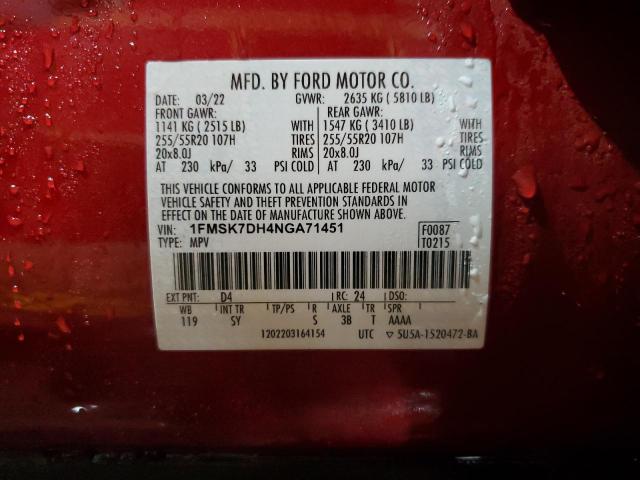 MFD. BY FORD MOTOR CO.
DATE: 03/22 GVWR: 2635 KG ( 5810 LB)
FRONT GAWR: REAR GAWR:
1141 KG ( 2515 LB) WITH 1547 KG ( 3410 LB) WITH
255/55R20 107H TIRES 255/55R20 107H TIRES
20x8.0J RIMS 20x8.0J RIMS
AT 230 kPa/ 33 PSI COLD AT 230 kPa/ 33 PSI COLD
THIS VEHICLE CONFORMS TO ALL APPLICABLE FEDERAL MOTOR
VEHICLE SAFETY AND THEFT PREVENTION STANDARDS IN
EFFECT ON THE DATE OF MANUFACTURE SHOWN ABOVE.
VIN: 1FMSK7DH4NGA71451 F0087
TYPE: MPV T0215
EXT PNT: D4 RC: 24 DSO:
WB INT TR TP/PS R AXLE TR SPR
119 SY S 3B T AAAA
1202203164154 UTC ▽ 5U5A-1520472-BA